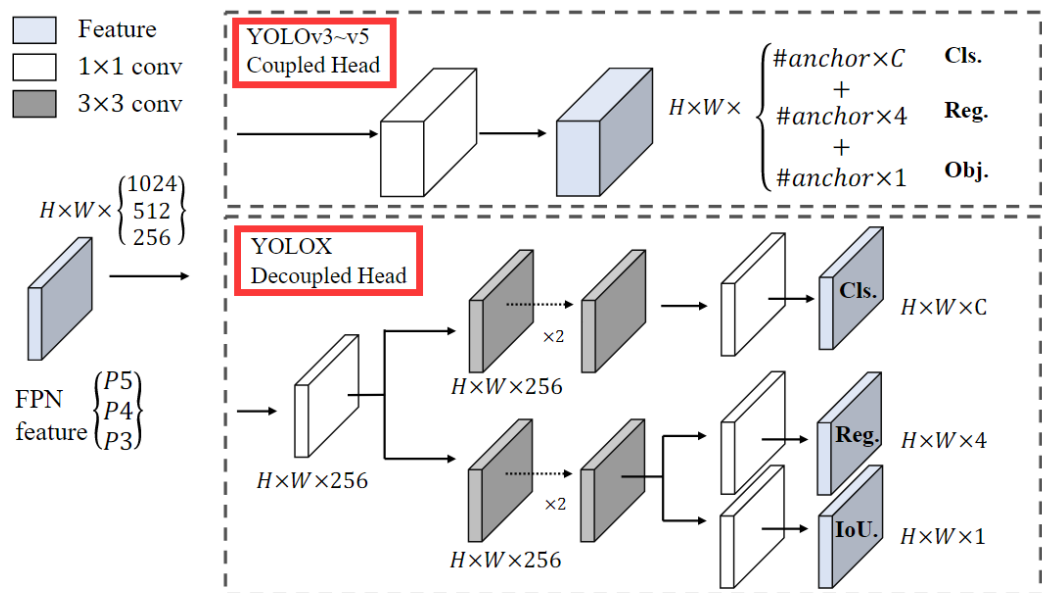 Feature
1×1 conv
3×3 conv
H×W×{1024
512
256}
FPN
feature
{P5
P4
P3}
YOLOv3~v5
Coupled Head
H×W×
#anchor×C Cls.
+
#anchor×4 Reg.
+
#anchor×1 Obj.
YOLOX
Decoupled Head
H×W×256
×2
H×W×256
Cls.
H×W×C
×2
H×W×256
Reg.
H×W×4
IoU.
H×W×1